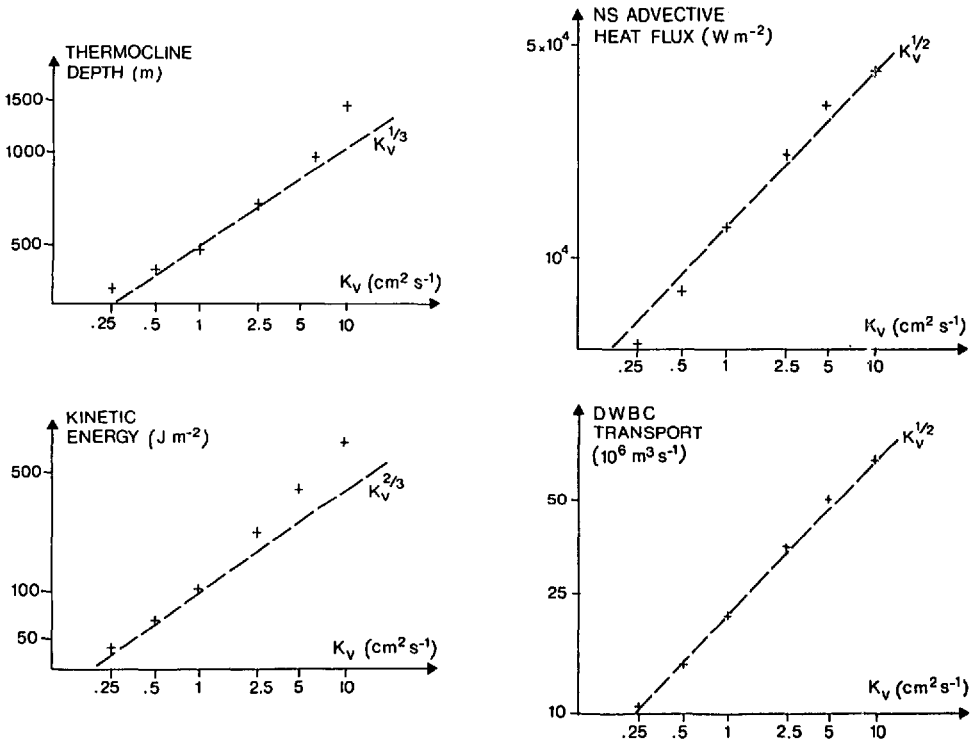 THERMOCLINE
DEPTH (m)
1500
1000
500
K_V^{1/3}
K_V (cm² s⁻¹)
.25 .5 1 2.5 5 10
NS ADVECTIVE
HEAT FLUX (W m⁻²)
5×10⁴
10⁴
K_V^{1/2}
K_V (cm² s⁻¹)
.25 .5 1 2.5 5 10
KINETIC
ENERGY (J m⁻²)
500
100
50
K_V^{2/3}
K_V (cm² s⁻¹)
.25 .5 1 2.5 5 10
DWBC
TRANSPORT
(10⁶ m³ s⁻¹)
50
25
10
K_V^{1/2}
K_V (cm² s⁻¹)
.25 .5 1 2.5 5 10